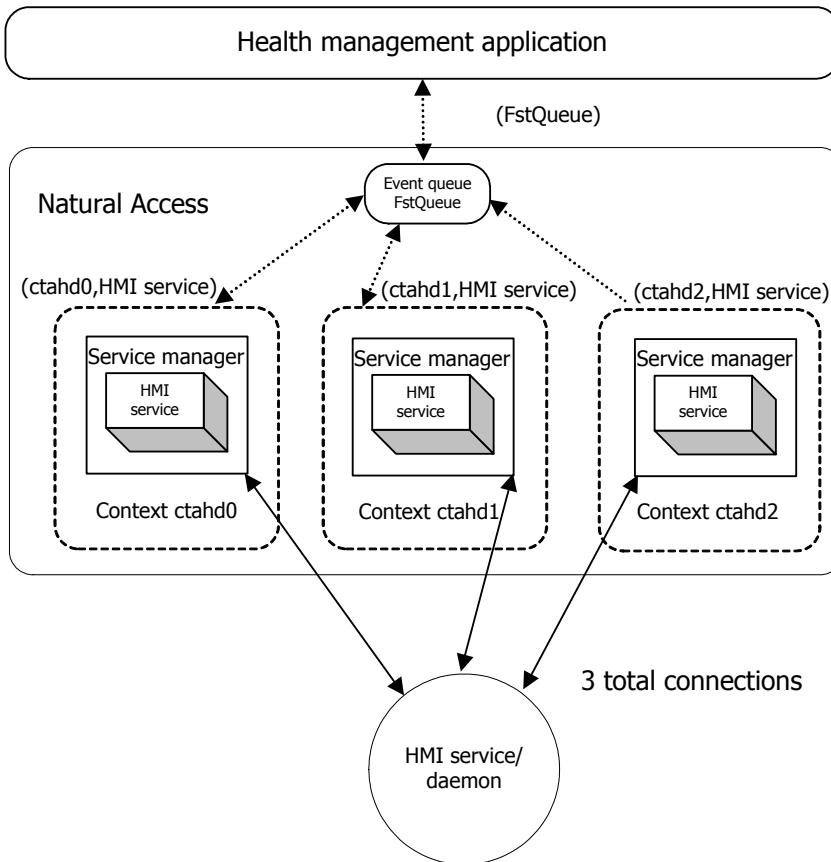 Health management application
(FstQueue)
Event queue
FstQueue
Natural Access
(ctahd0,HMI service)
(ctahd1,HMI service)
(ctahd2,HMI service)
Service manager
HMI
service
Context ctahd0
Service manager
HMI
service
Context ctahd1
Service manager
HMI
service
Context ctahd2
3 total connections
HMI service/
daemon